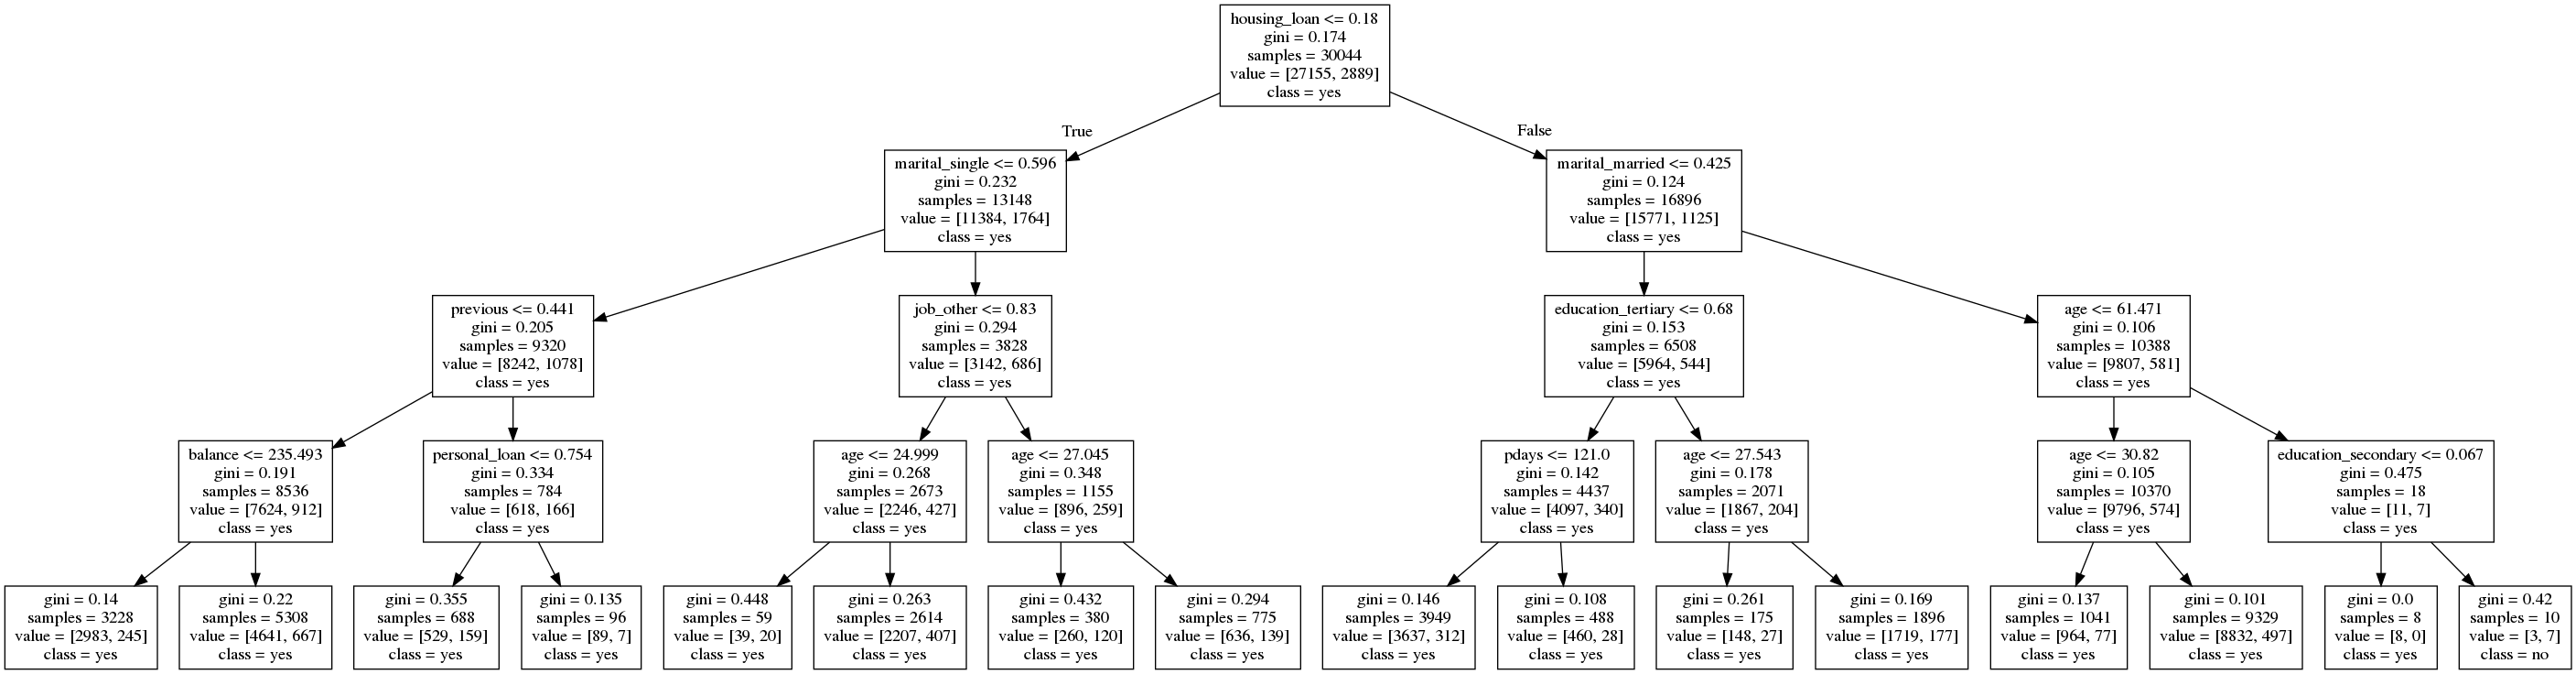 housing_loan <= 0.18
gini = 0.174
samples = 30044
value = [27155, 2889]
class = yes
True
False
marital_single <= 0.596
gini = 0.232
samples = 13148
value = [11384, 1764]
class = yes
marital_married <= 0.425
gini = 0.124
samples = 16896
value = [15771, 1125]
class = yes
previous <= 0.441
gini = 0.205
samples = 9320
value = [8242, 1078]
class = yes
job_other <= 0.83
gini = 0.294
samples = 3828
value = [3142, 686]
class = yes
education_tertiary <= 0.68
gini = 0.153
samples = 6508
value = [5964, 544]
class = yes
age <= 61.471
gini = 0.106
samples = 10388
value = [9807, 581]
class = yes
balance <= 235.493
gini = 0.191
samples = 8536
value = [7624, 912]
class = yes
personal_loan <= 0.754
gini = 0.334
samples = 784
value = [618, 166]
class = yes
age <= 24.999
gini = 0.268
samples = 2673
value = [2246, 427]
class = yes
age <= 27.045
gini = 0.348
samples = 1155
value = [896, 259]
class = yes
pdays <= 121.0
gini = 0.142
samples = 4437
value = [4097, 340]
class = yes
age <= 27.543
gini = 0.178
samples = 2071
value = [1867, 204]
class = yes
age <= 30.82
gini = 0.105
samples = 10370
value = [9796, 574]
class = yes
education_secondary <= 0.067
gini = 0.475
samples = 18
value = [11, 7]
class = yes
gini = 0.14
samples = 3228
value = [2983, 245]
class = yes
gini = 0.22
samples = 5308
value = [4641, 667]
class = yes
gini = 0.355
samples = 688
value = [529, 159]
class = yes
gini = 0.135
samples = 96
value = [89, 7]
class = yes
gini = 0.448
samples = 59
value = [39, 20]
class = yes
gini = 0.263
samples = 2614
value = [2207, 407]
class = yes
gini = 0.432
samples = 380
value = [260, 120]
class = yes
gini = 0.294
samples = 775
value = [636, 139]
class = yes
gini = 0.146
samples = 3949
value = [3637, 312]
class = yes
gini = 0.108
samples = 488
value = [460, 28]
class = yes
gini = 0.261
samples = 175
value = [148, 27]
class = yes
gini = 0.169
samples = 1896
value = [1719, 177]
class = yes
gini = 0.137
samples = 1041
value = [964, 77]
class = yes
gini = 0.101
samples = 9329
value = [8832, 497]
class = yes
gini = 0.0
samples = 8
value = [8, 0]
class = yes
gini = 0.42
samples = 10
value = [3, 7]
class = no